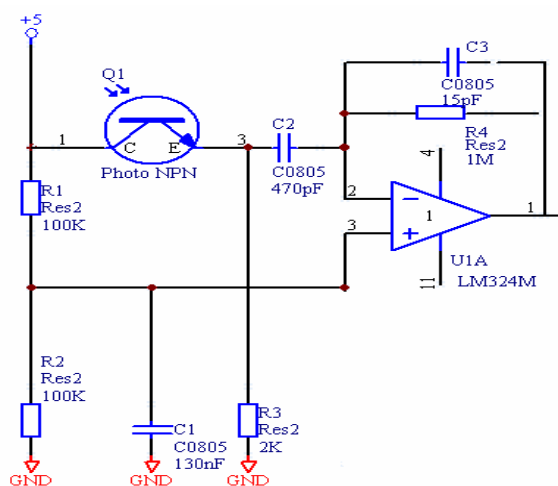 +5
Q1
1
C
E
3
Photo NPN
C2
C0805
470pF
C3
C0805
15pF
R4
Res2
1M
4
2
1
1
3
11
U1A
LM324M
R1
Res2
100K
R2
Res2
100K
C1
C0805
130nF
R3
Res2
2K
GND
GND
GND